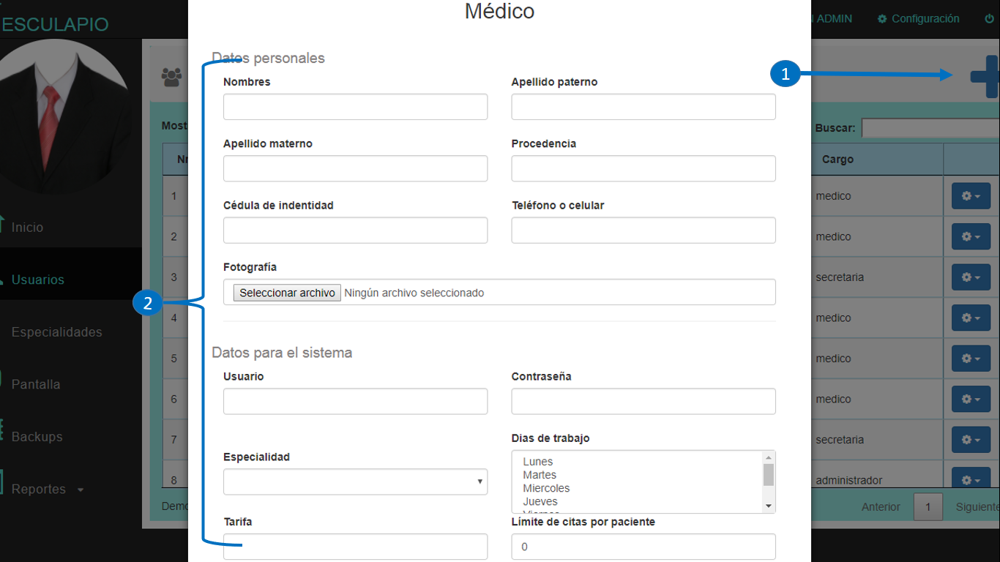 Médico
ESCULAPIO
ADMIN
Configuración
Datos personales
1
Nombres
Apellido paterno
Most
Buscar:
Apellido materno
Procedencia
Cargo
1
medico
Cédula de indentidad
Teléfono o celular
Inicio
2
medico
Fotografía
Usuarios
3
secretaria
Seleccionar archivo Ningún archivo seleccionado
2
4
medico
Especialidades
Datos para el sistema
5
medico
Usuario
Contraseña
Pantalla
6
medico
Backups
Dias de trabajo
7
secretaria
Especialidad
Lunes
Martes
Miercoles
Jueves
Viernes
8
administrador
Reportes
Demo
Anterior
1
Siguiente
Tarifa
Límite de citas por paciente
0